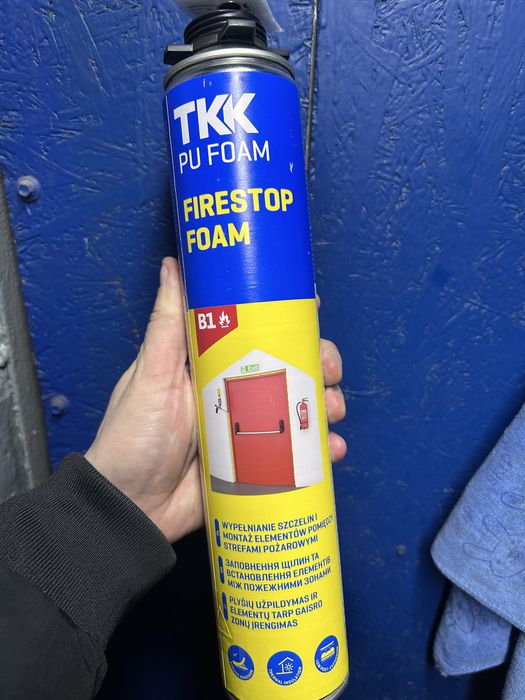 TKK
PU FOAM
FIRESTOP
FOAM
B1
WYPEŁNIANIE SZCZELIN I
MONTAŻ ELEMENTÓW POMIĘDZY
STREFAMI POŻAROWYMI
ЗАПОВНЕННЯ ЩІЛИН ТА
ВСТАНОВЛЕННЯ ЕЛЕМЕНТІВ
МІЖ ПОЖЕЖНИМИ ЗОНАМИ
PLYŠIŲ UŽPILDYMAS IR
ELEMENTŲ TARP GAISRO
ZONŲ ĮRENGIMAS